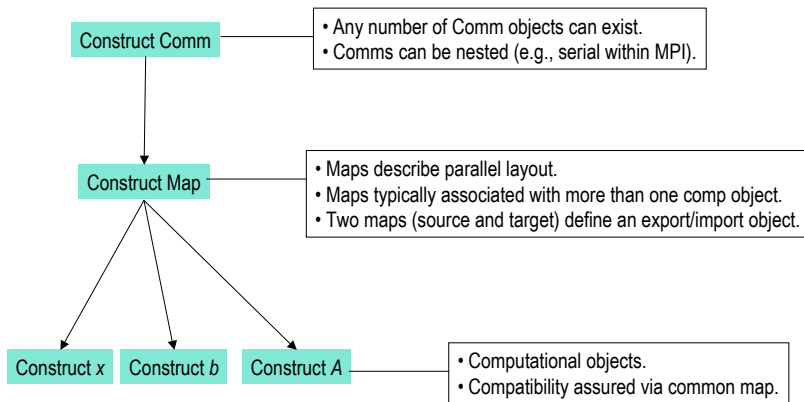 Construct Comm
• Any number of Comm objects can exist.
• Comms can be nested (e.g., serial within MPI).
Construct Map
• Maps describe parallel layout.
• Maps typically associated with more than one comp object.
• Two maps (source and target) define an export/import object.
Construct x
Construct b
Construct A
• Computational objects.
• Compatibility assured via common map.